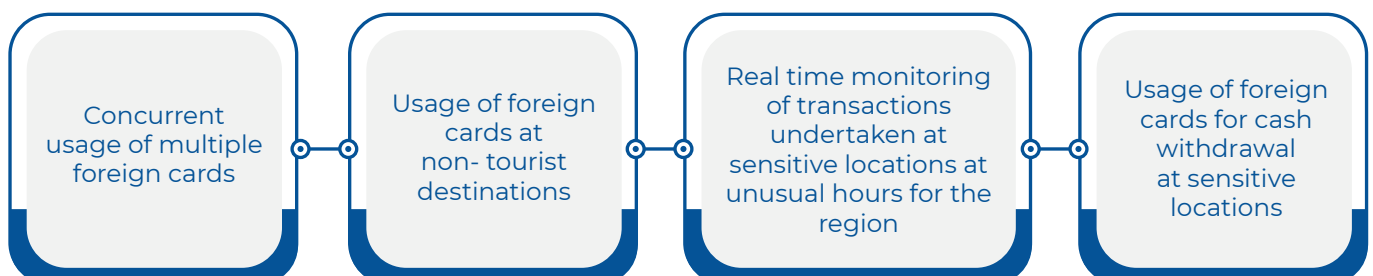 Concurrent
usage of multiple
foreign cards
Usage of foreign
cards at
non- tourist
destinations
Real time monitoring
of transactions
undertaken at
sensitive locations at
unusual hours for the
region
Usage of foreign
cards for cash
withdrawal
at sensitive
locations